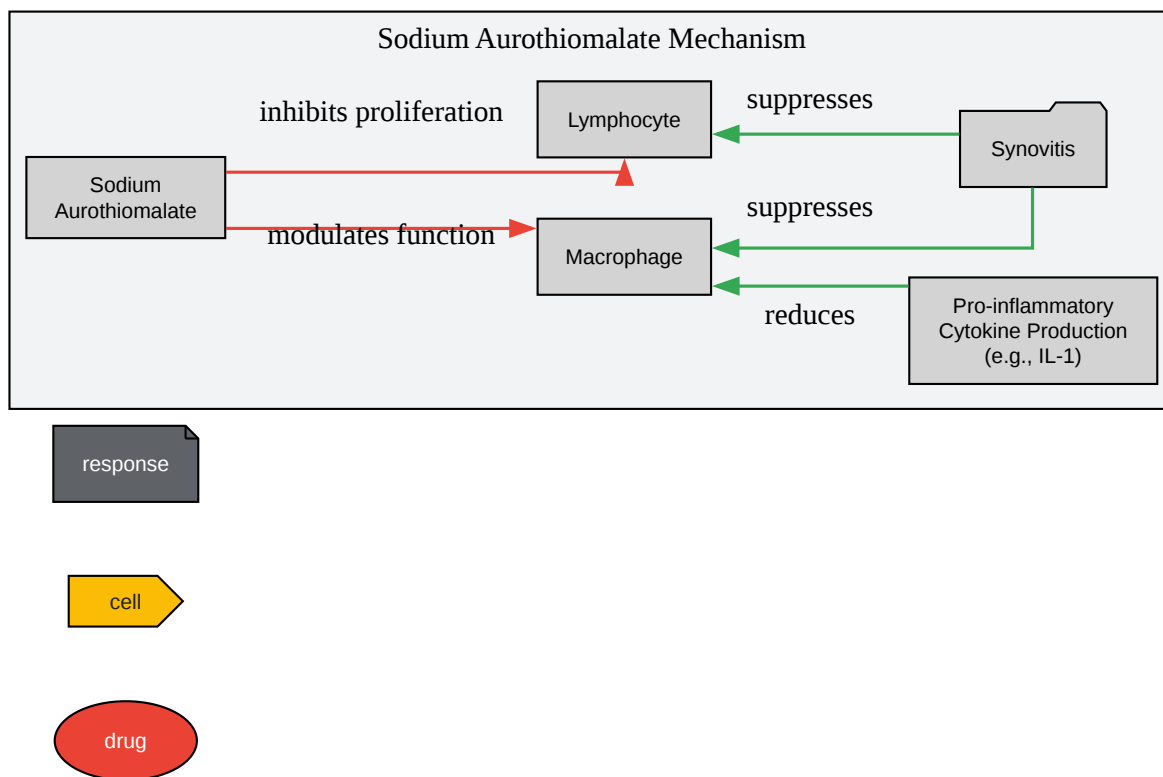 Sodium Aurothiomalate Mechanism
inhibits proliferation
Lymphocyte
suppresses
Synovitis
Sodium
Aurothiomalate
modulates function
Macrophage
suppresses
reduces
Pro-inflammatory
Cytokine Production
(e.g., IL-1)
response
cell
drug